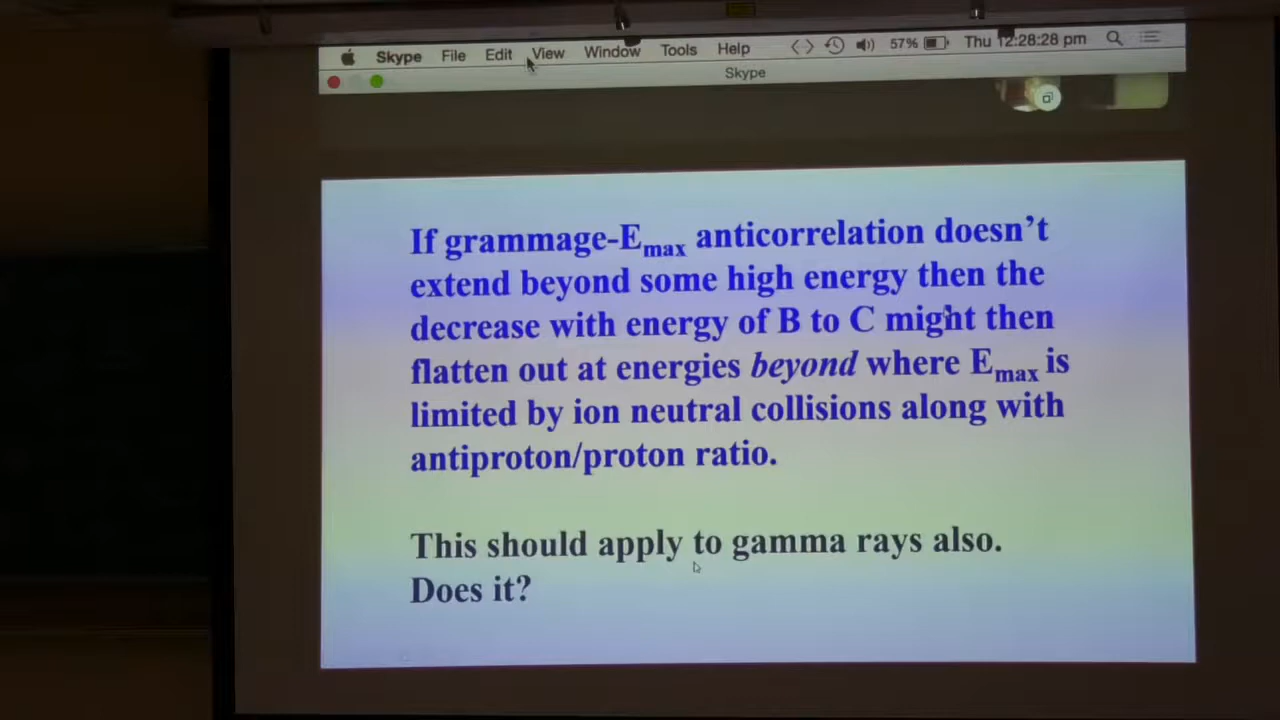 Skype File Edit View Window Tools Help 57% Thu 12:28:28 pm
Skype
If grammage-Emax anticorrelation doesn't
extend beyond some high energy then the
decrease with energy of B to C might then
flatten out at energies beyond where Emax is
limited by ion neutral collisions along with
antiproton/proton ratio.
This should apply to gamma rays also.
Does it?